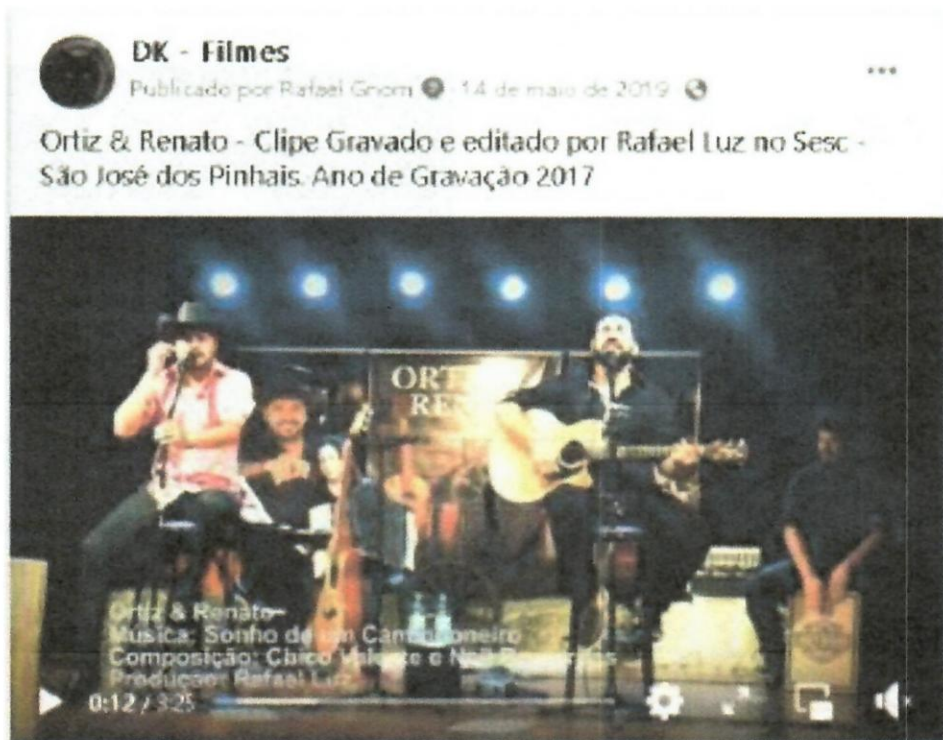 DK - Filmes
Publicado por Rafael Gnom · 14 de maio de 2019
Ortiz & Renato - Clipe Gravado e editado por Rafael Luz no Sesc -
São José dos Pinhais. Ano de Gravação 2017
Ortiz & Renato
Música: Sonho de um Caminhoneiro
Composição: Chico Valente e
Produção: Rafael Luz
0:12 / 3:25